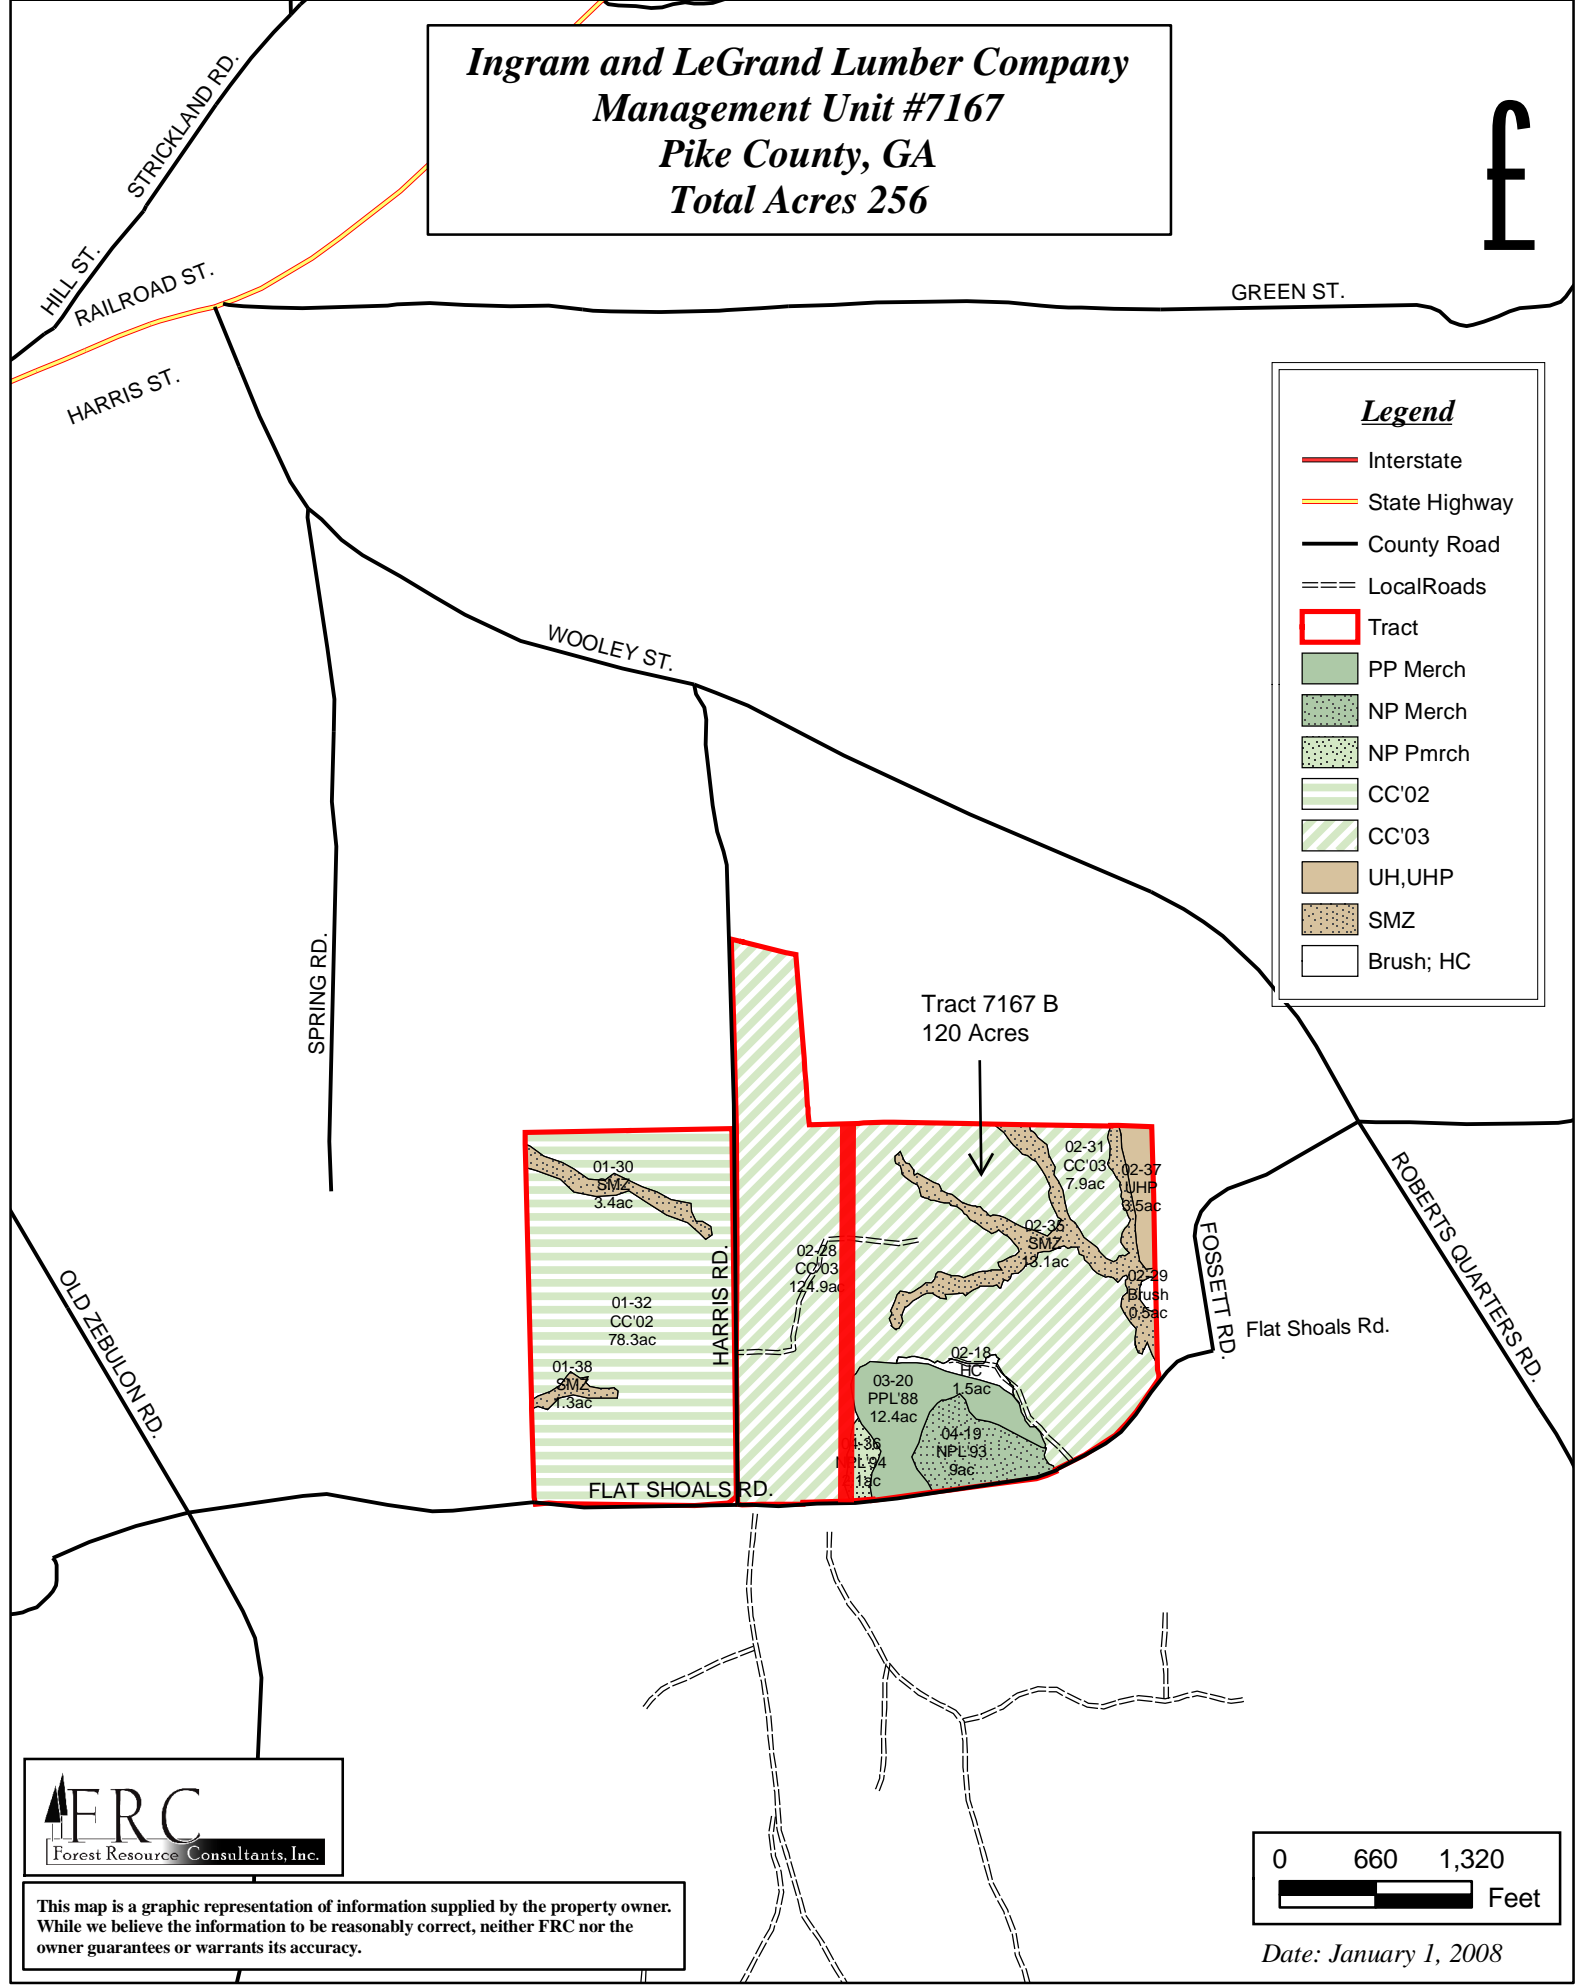 Ingram and LeGrand Lumber Company
Management Unit #7167
Pike County, GA
Total Acres 256
£
STRICKLAND RD.
HILL ST.
RAILROAD ST.
HARRIS ST.
GREEN ST.
Legend
Interstate
State Highway
County Road
LocalRoads
Tract
PP Merch
NP Merch
NP Pmrch
CC'02
CC'03
UH,UHP
SMZ
Brush; HC
WOOLEY ST.
SPRING RD.
Tract 7167 B
120 Acres
01-30
SMZ
3.4ac
01-32
CC'02
78.3ac
01-38
SMZ
1.3ac
HARRIS RD.
02-28
CC'03
124.9ac
02-31
CC'03
7.9ac
02-37
UHP
3.5ac
02-35
SMZ
13.1ac
02-29
Brush
0.5ac
02-18
HC
1.5ac
03-20
PPL'88
12.4ac
04-19
NPL'93
9ac
04-36
NPL'94
1ac
FLAT SHOALS RD.
OLD ZEBULON RD.
FOSSETT RD.
Flat Shoals Rd.
ROBERTS QUARTERS RD.
FRC
Forest Resource Consultants, Inc.
This map is a graphic representation of information supplied by the property owner.
While we believe the information to be reasonably correct, neither FRC nor the
owner guarantees or warrants its accuracy.
0 660 1,320
Feet
Date: January 1, 2008